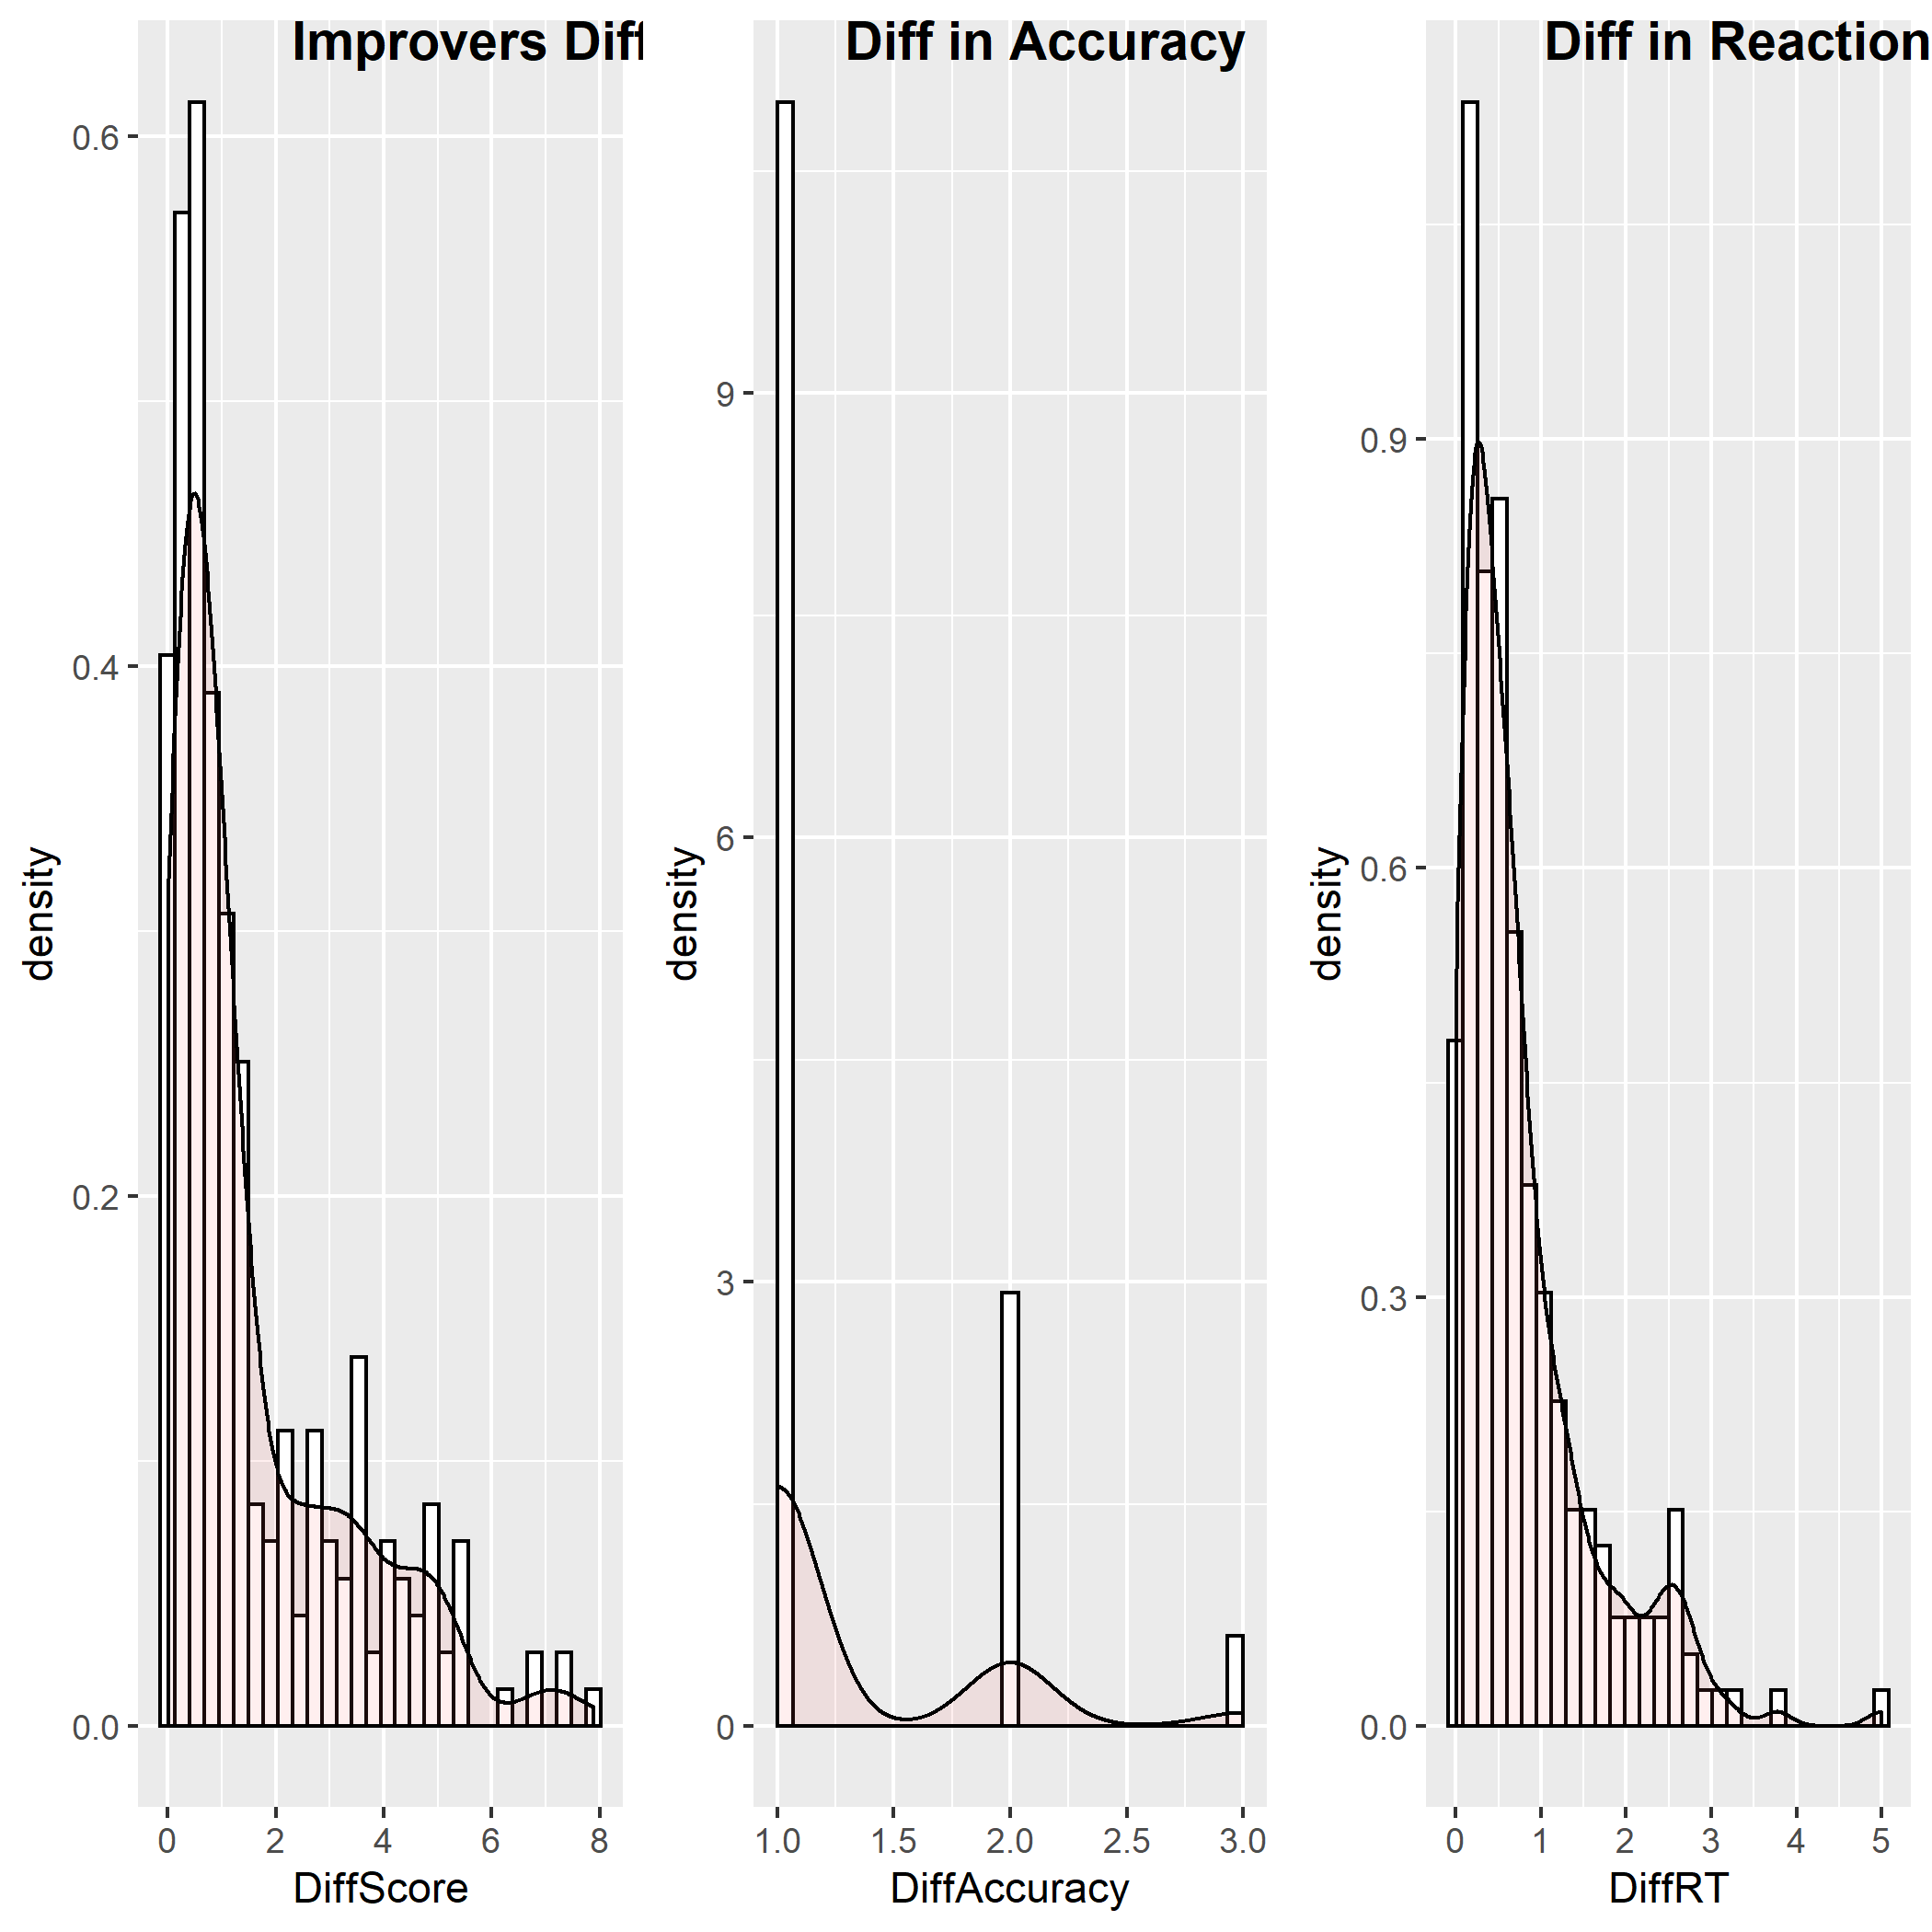 Improvers Diff
Diff in Accuracy
Diff in Reaction
density
0.6
0.4
0.2
0.0
0 2 4 6 8
DiffScore
density
9
6
3
0
1.0 1.5 2.0 2.5 3.0
DiffAccuracy
density
0.9
0.6
0.3
0.0
0 1 2 3 4 5
DiffRT